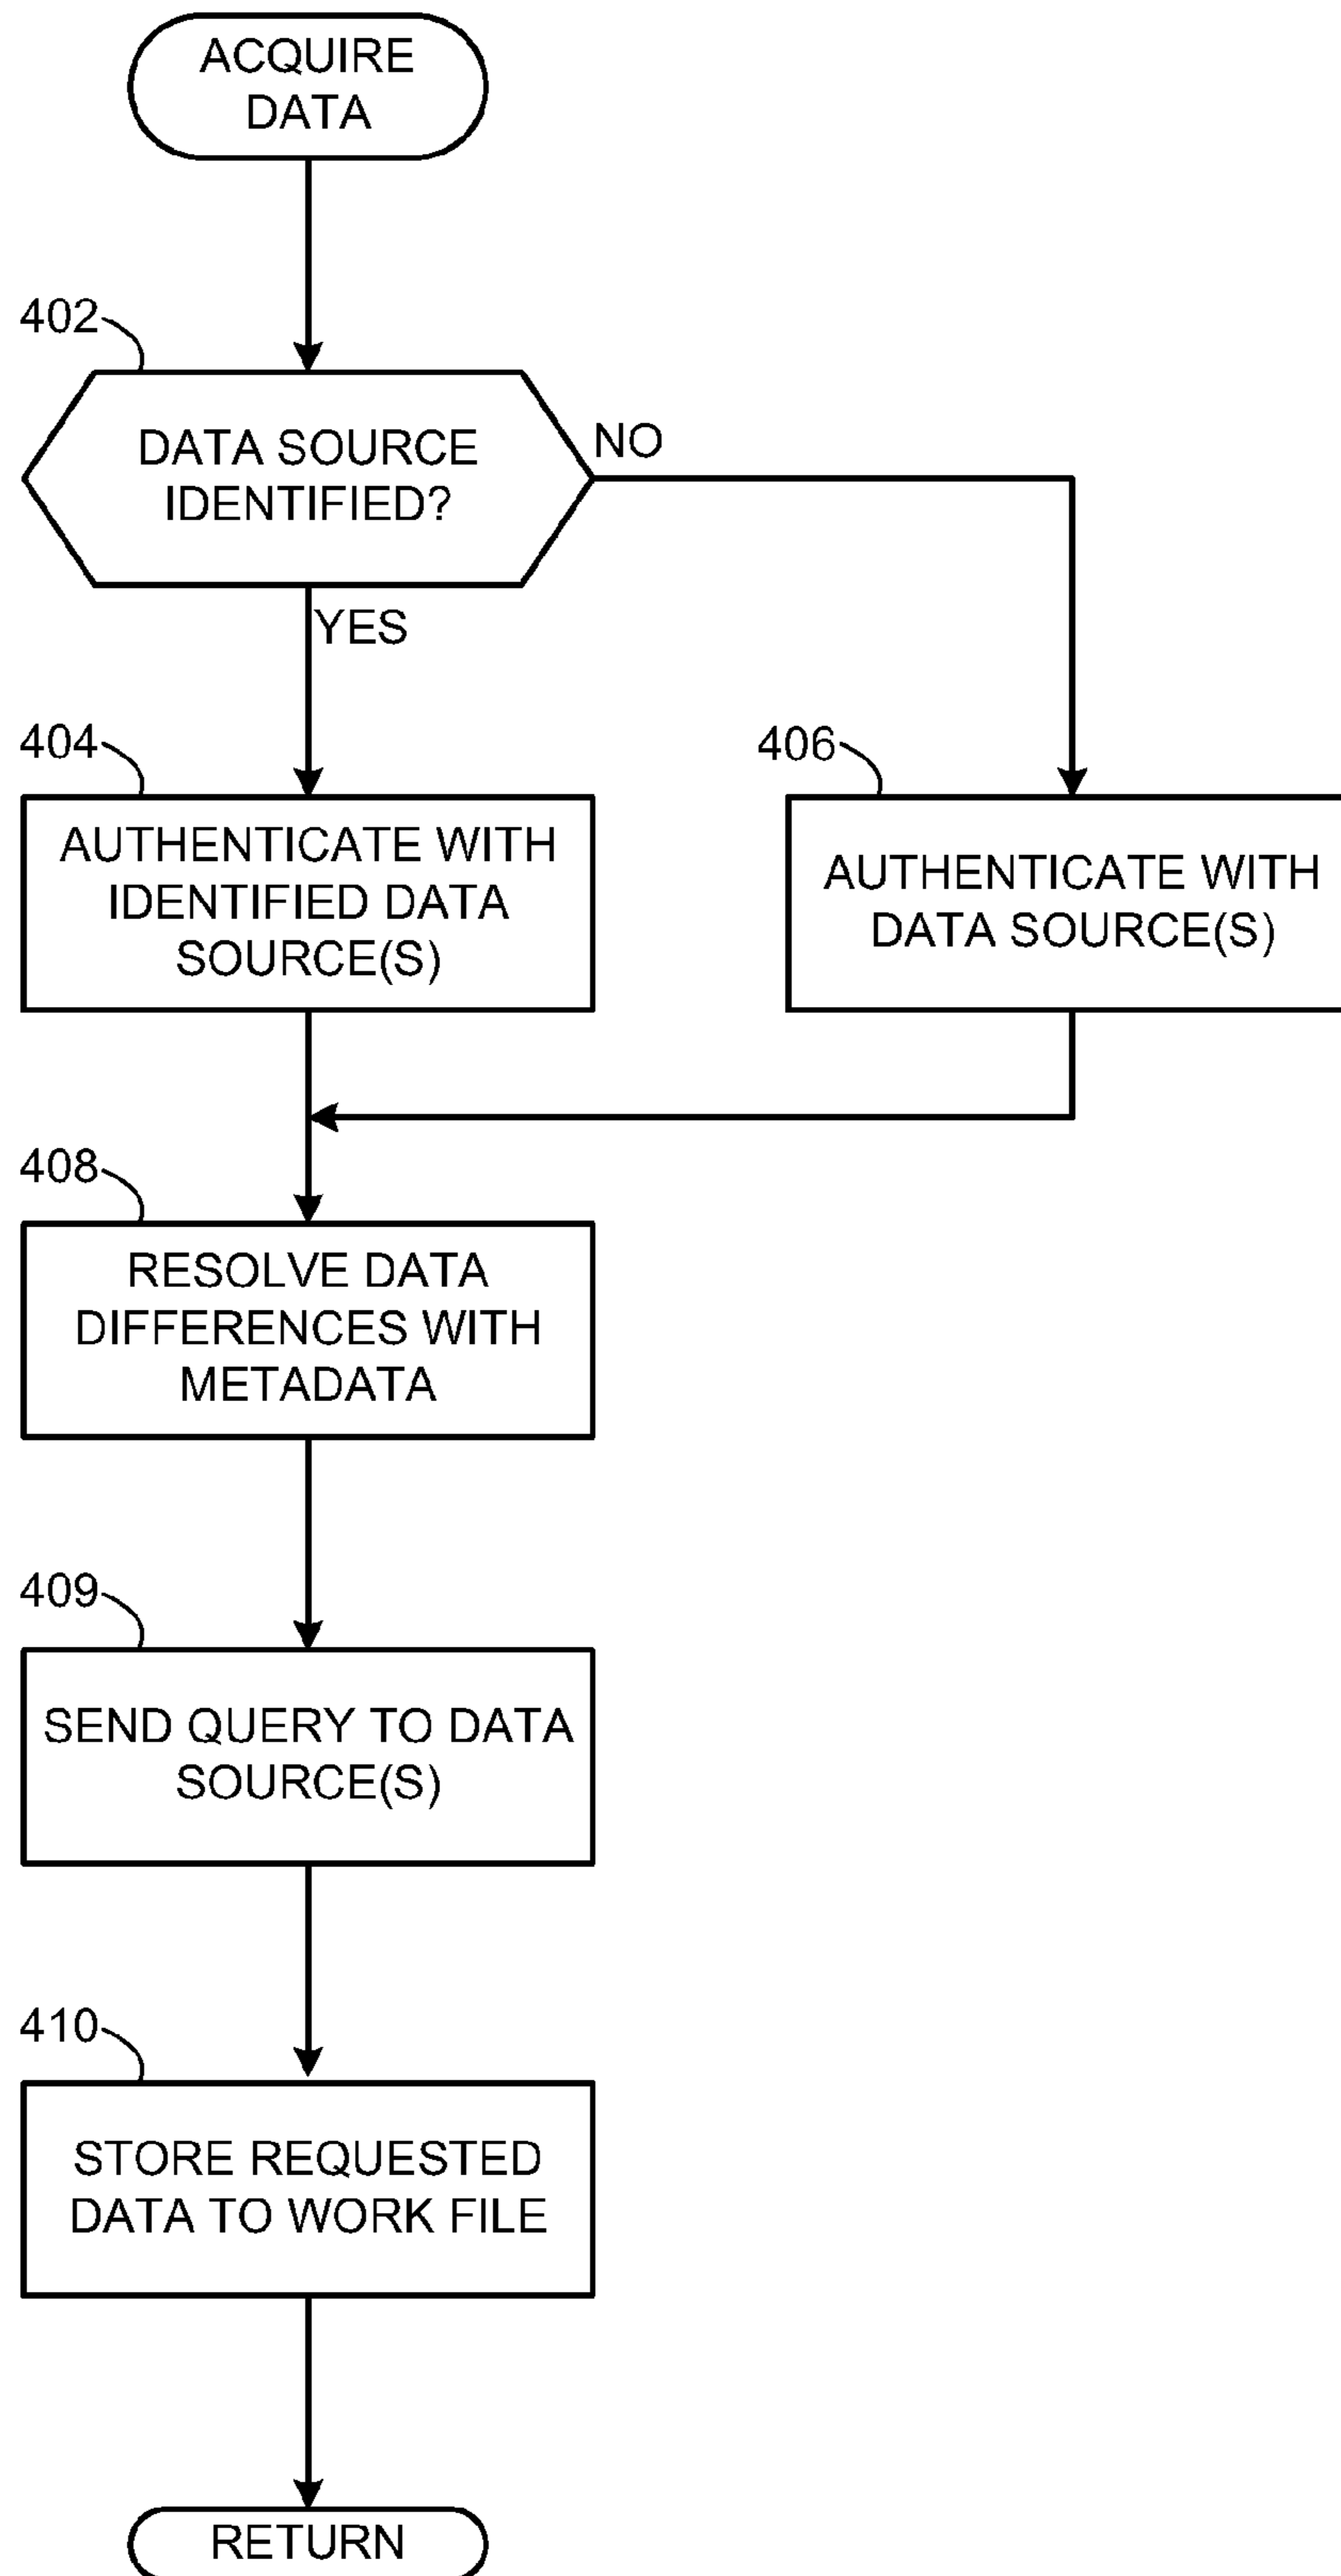 ACQUIRE
DATA
402
DATA SOURCE
IDENTIFIED?
NO
YES
404
AUTHENTICATE WITH
IDENTIFIED DATA
SOURCE(S)
406
AUTHENTICATE WITH
DATA SOURCE(S)
408
RESOLVE DATA
DIFFERENCES WITH
METADATA
409
SEND QUERY TO DATA
SOURCE(S)
410
STORE REQUESTED
DATA TO WORK FILE
RETURN